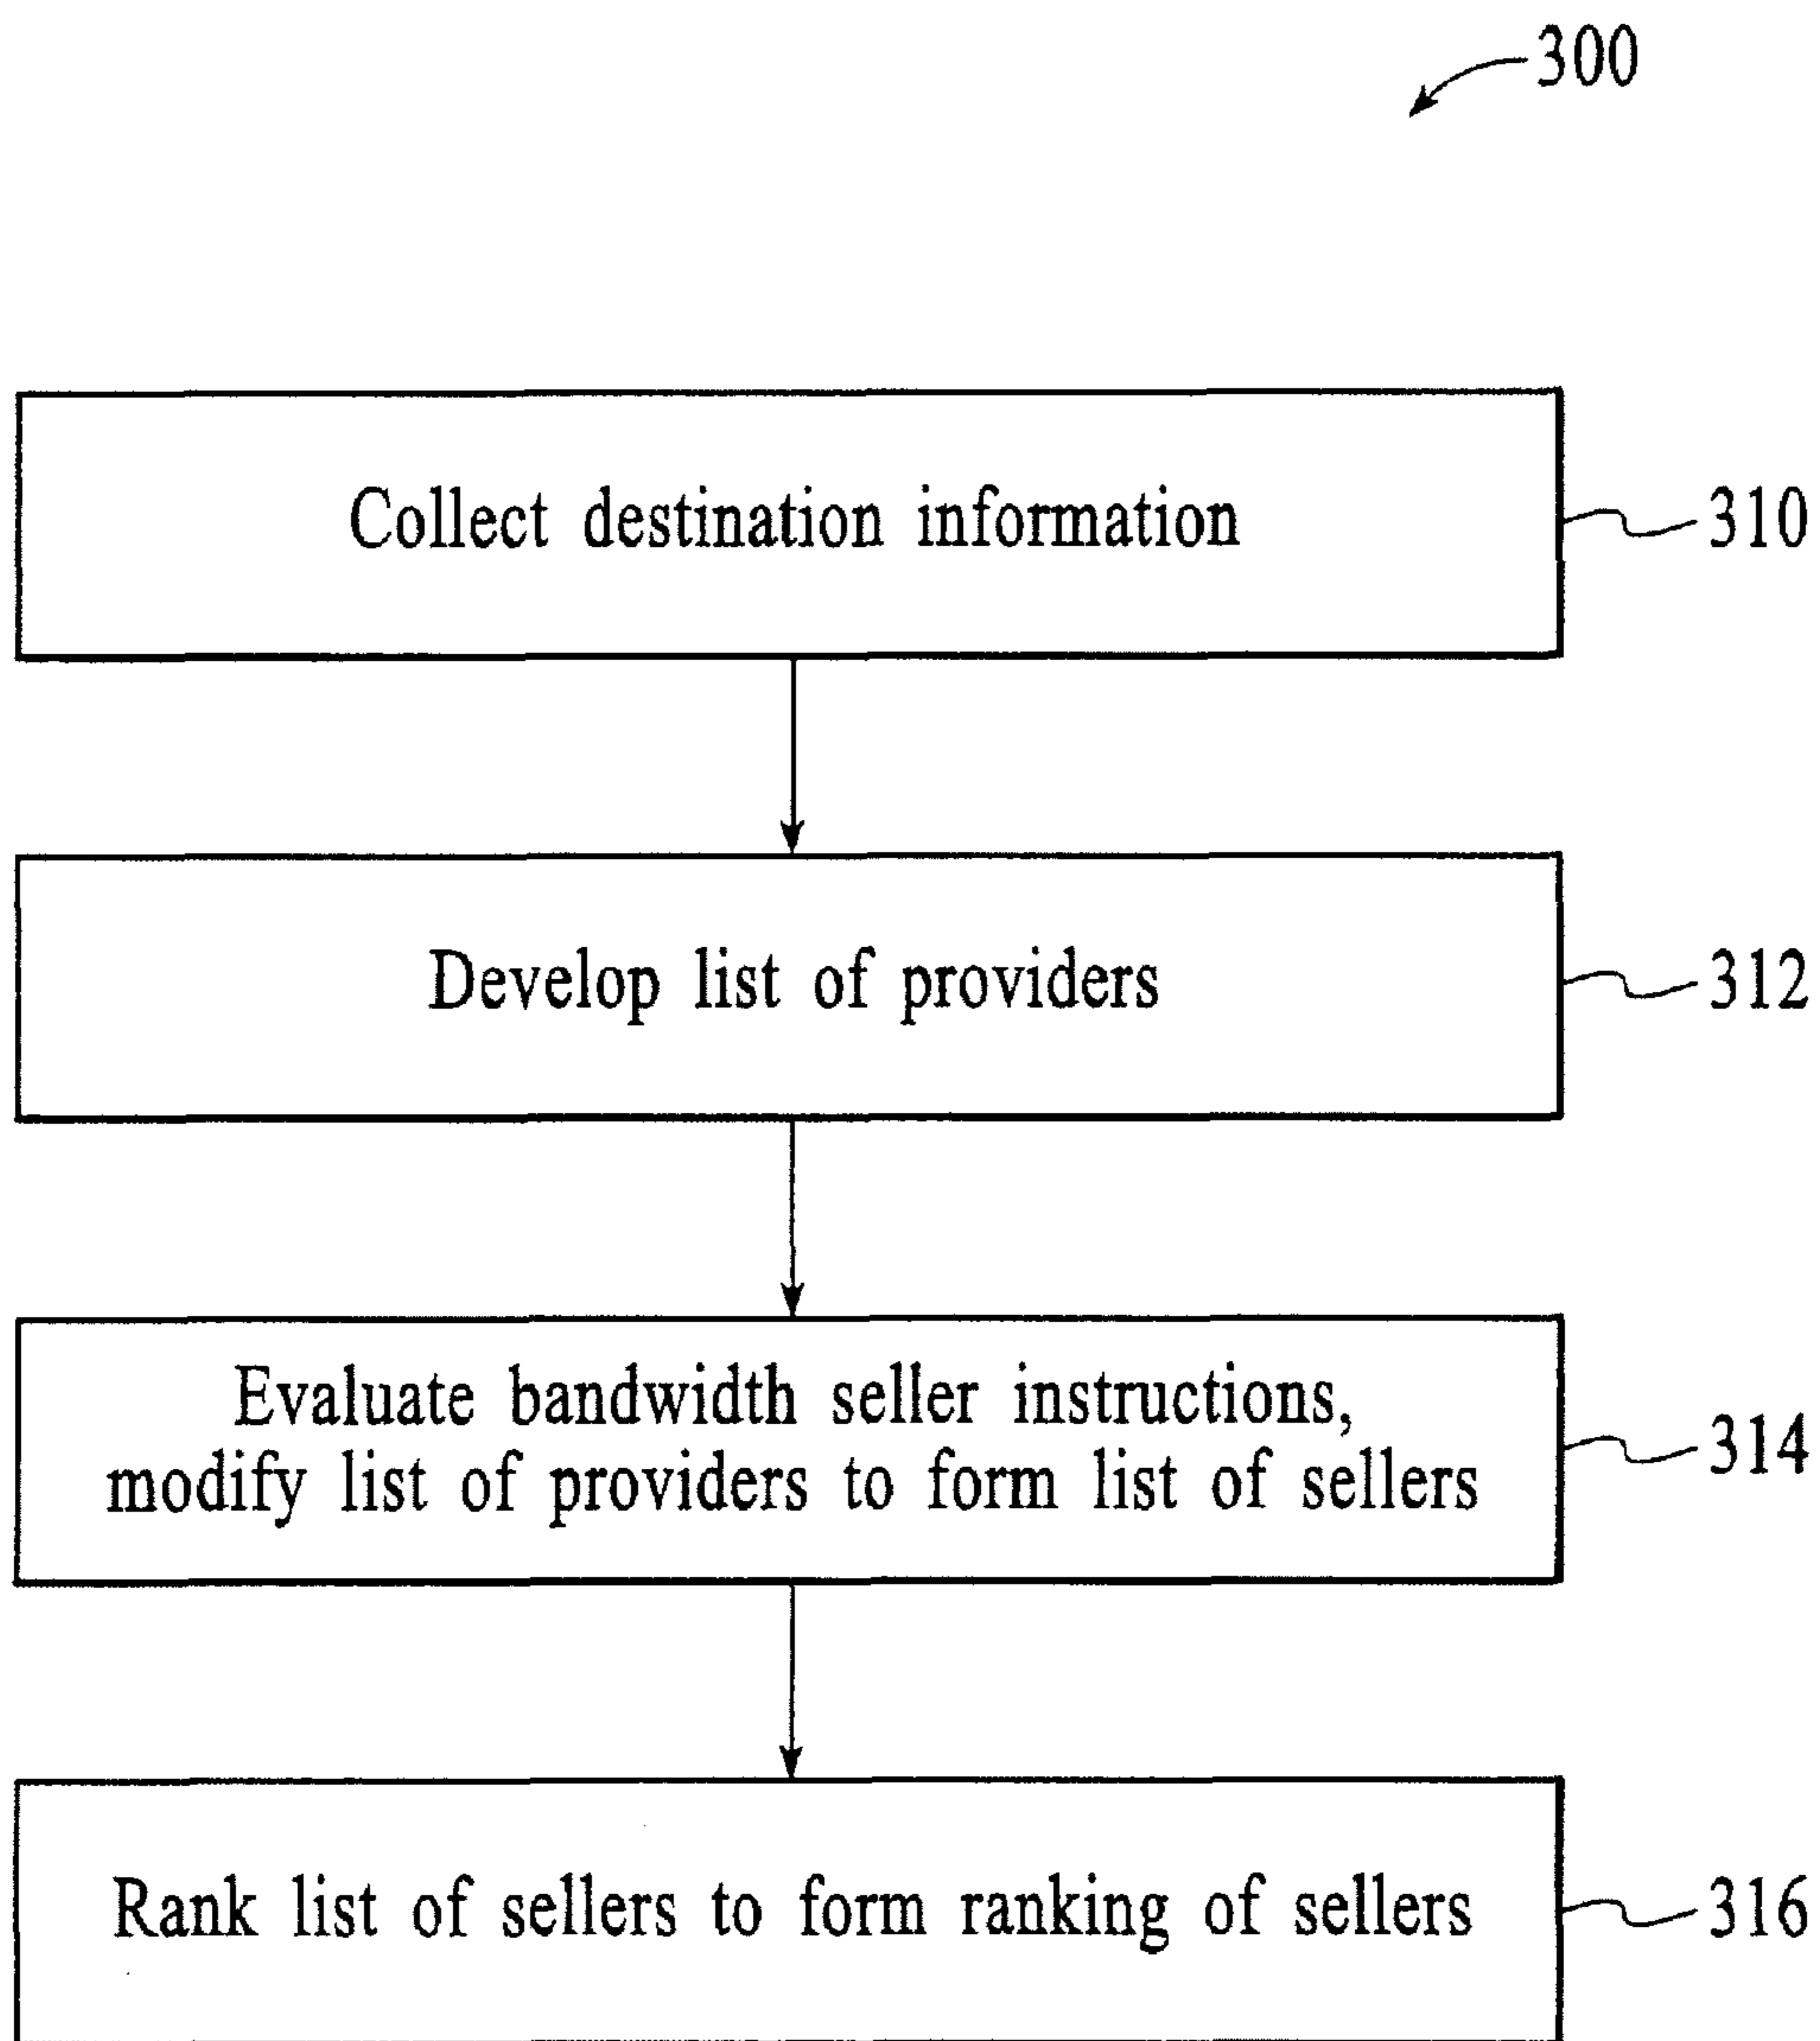 300
Collect destination information
310
Develop list of providers
312
Evaluate bandwidth seller instructions,
modify list of providers to form list of sellers
314
Rank list of sellers to form ranking of sellers
316